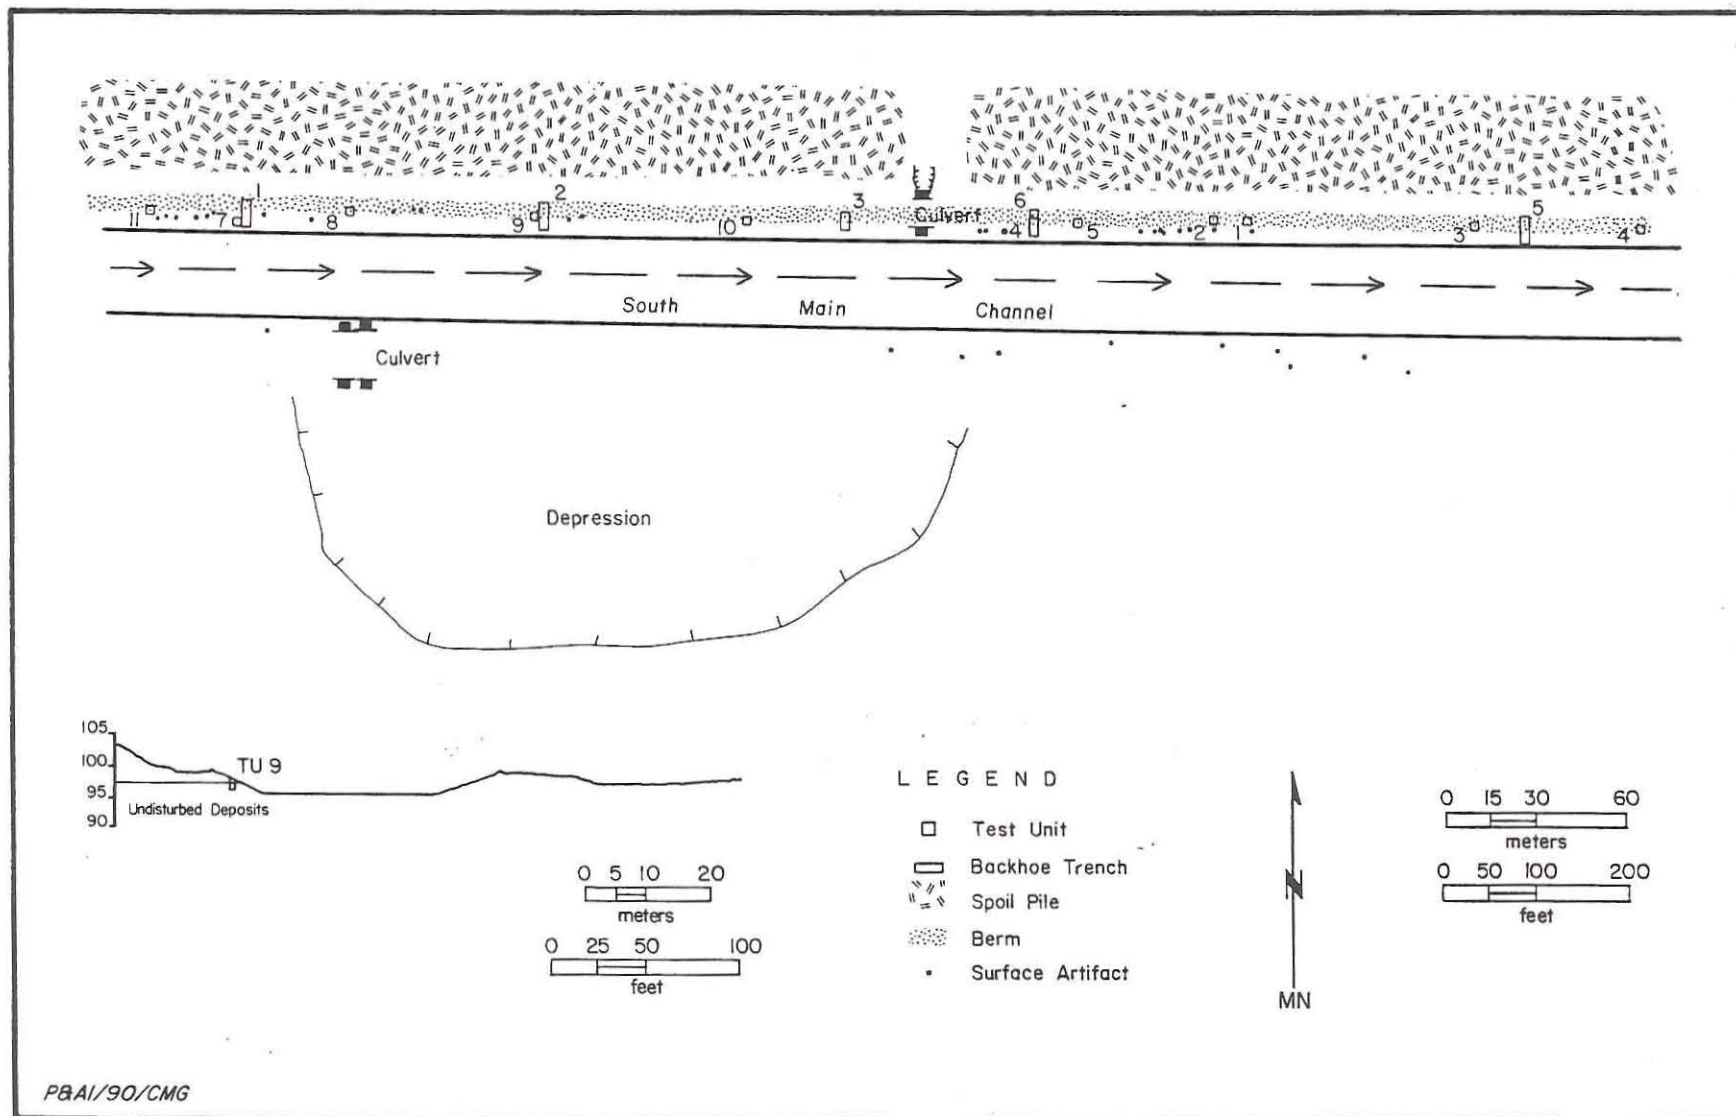 1 2 3 6 5
11 7 8 9 10 Culvert 4 5 2 1 3 4
South Main Channel
Culvert
Depression
105
100
95
90
TU 9
Undisturbed Deposits
0 5 10 20
meters
0 25 50 100
feet
LEGEND
Test Unit
Backhoe Trench
Spoil Pile
Berm
Surface Artifact
N
MN
0 15 30 60
meters
0 50 100 200
feet
P&AI/90/CMG